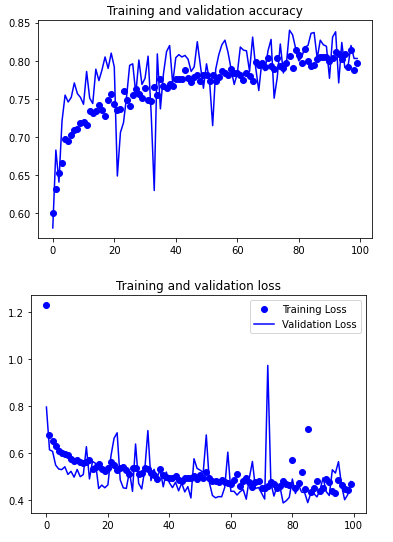 Training and validation accuracy
0.85
0.80
0.75
0.70
0.65
0.60
0 20 40 60 80 100
Training and validation loss
Training Loss
Validation Loss
1.2
1.0
0.8
0.6
0.4
0 20 40 60 80 100